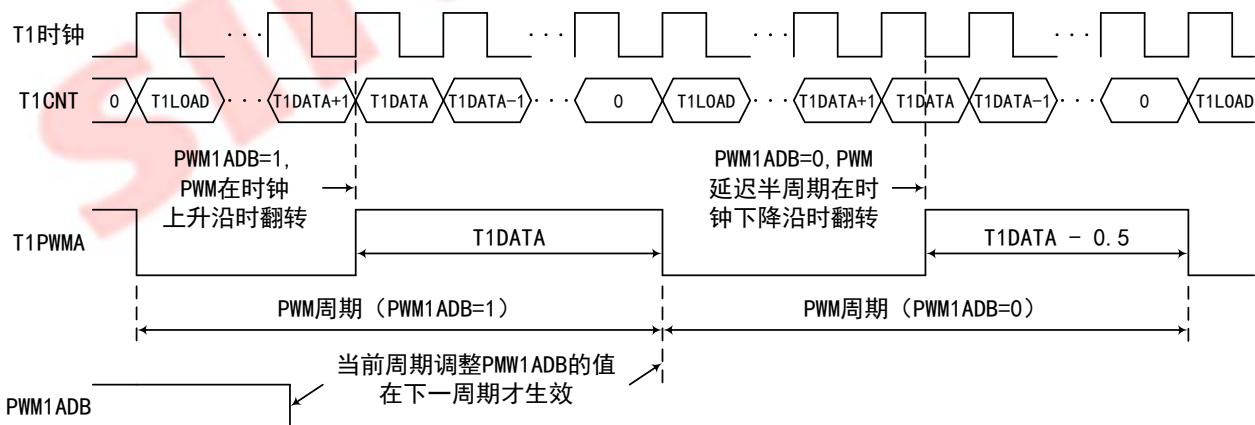 T1时钟
T1CNT 0 T1LOAD ··· T1DATA+1 T1DATA T1DATA-1 ··· 0 T1LOAD ··· T1DATA+1 T1DATA T1DATA-1 ··· 0 T1LOAD
PWM1ADB=1,
PWM在时钟
上升沿时翻转
PWM1ADB=0, PWM
延迟半周期在时
钟下降沿时翻转
T1PWMA
T1DATA
T1DATA - 0.5
PWM周期（PWM1ADB=1）
PWM周期（PWM1ADB=0）
当前周期调整PMW1ADB的值
在下一周期才生效
PWM1ADB